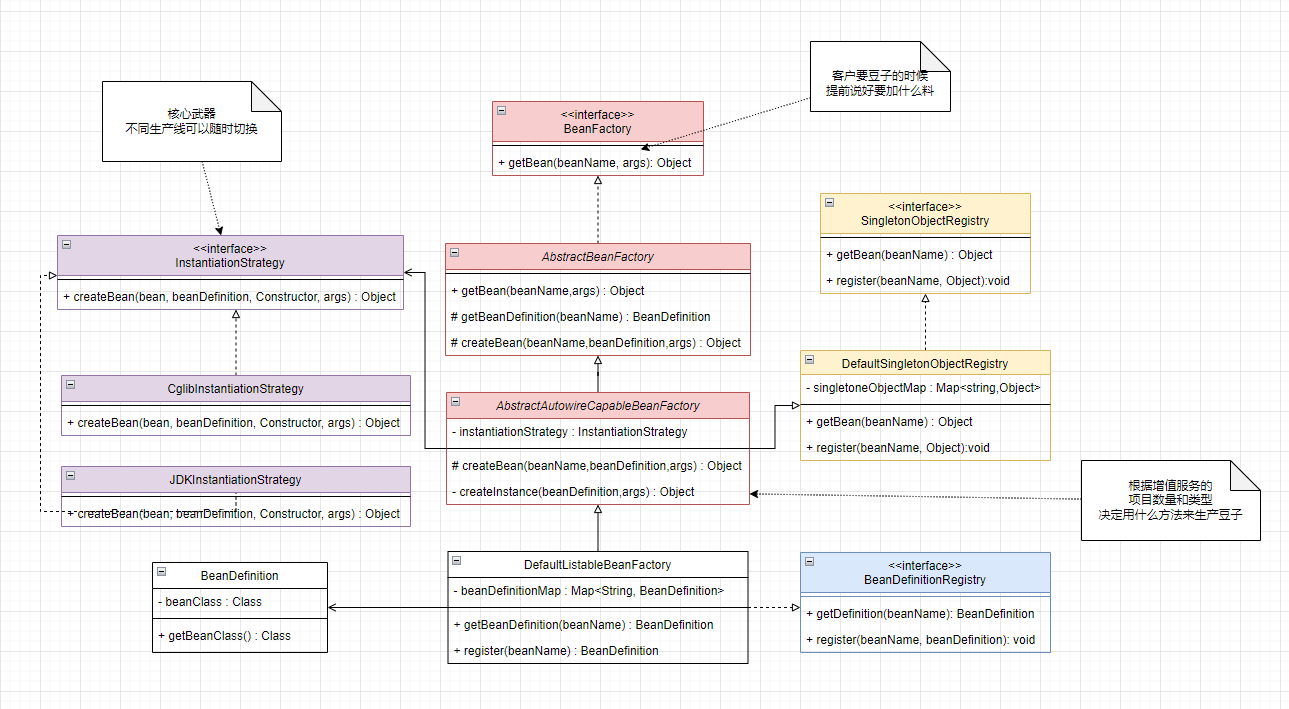 客户要豆子的时候
提前说好要加什么料
核心武器
不同生产线可以随时切换
<<interface>>
BeanFactory
+ getBean(beanName, args): Object
<<interface>>
SingletonObjectRegistry
+ getBean(beanName) : Object
+ register(beanName, Object):void
<<interface>>
InstantiationStrategy
+ createBean(bean, beanDefinition, Constructor, args) : Object
AbstractBeanFactory
+ getBean(beanName,args) : Object
# getBeanDefinition(beanName) : BeanDefinition
# createBean(beanName,beanDefinition,args) : Object
DefaultSingletonObjectRegistry
- singletoneObjectMap : Map<string,Object>
+ getBean(beanName) : Object
+ register(beanName, Object):void
CglibInstantiationStrategy
+ createBean(bean, beanDefinition, Constructor, args) : Object
AbstractAutowireCapableBeanFactory
- instantiationStrategy : InstantiationStrategy
# createBean(beanName,beanDefinition,args) : Object
- createInstance(beanDefinition,args) : Object
JDKInstantiationStrategy
+ createBean(bean, beanDefinition, Constructor, args) : Object
根据增值服务的
项目数量和类型
决定用什么方法来生产豆子
BeanDefinition
- beanClass : Class
+ getBeanClass() : Class
DefaultListableBeanFactory
- beanDefinitionMap : Map<String, BeanDefinition>
+ getBeanDefinition(beanName) : BeanDefinition
+ register(beanName) : BeanDefinition
<<interface>>
BeanDefinitionRegistry
+ getDefinition(beanName): BeanDefinition
+ register(beanName, beanDefinition): void